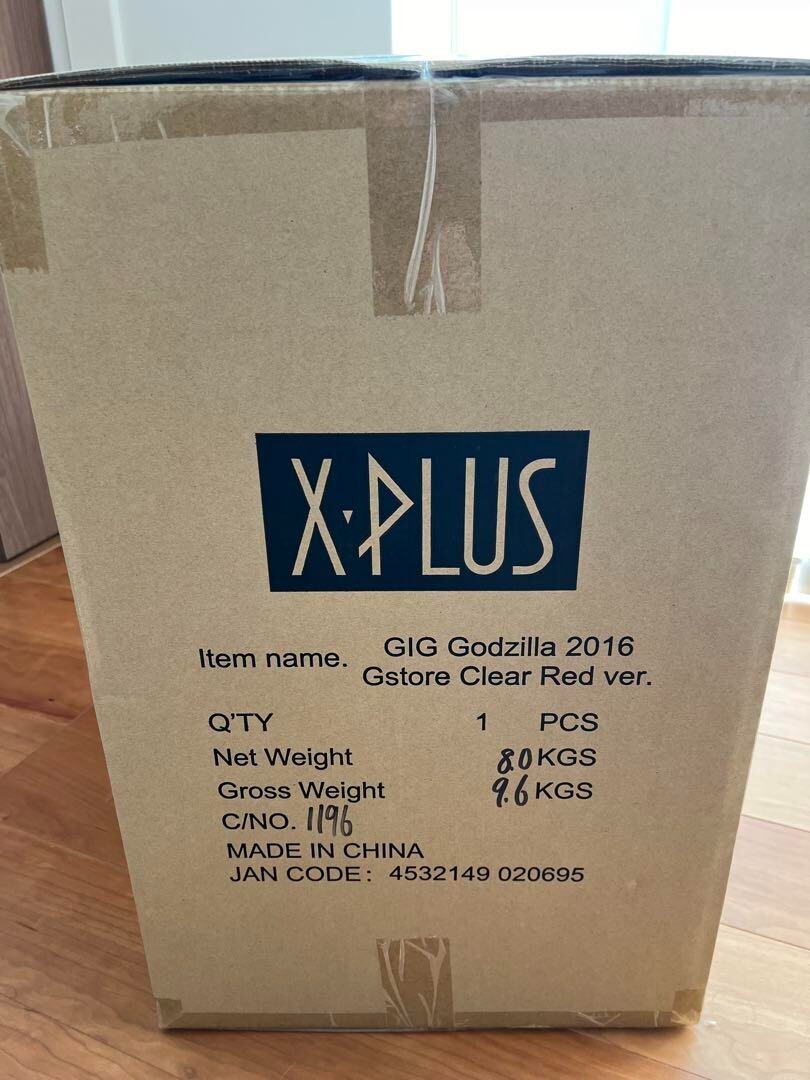 X·PLUS
Item name. GIG Godzilla 2016
Gstore Clear Red ver.
Q'TY 1 PCS
Net Weight 8.0 KGS
Gross Weight 9.6 KGS
C/NO. 1196
MADE IN CHINA
JAN CODE: 4532149 020695